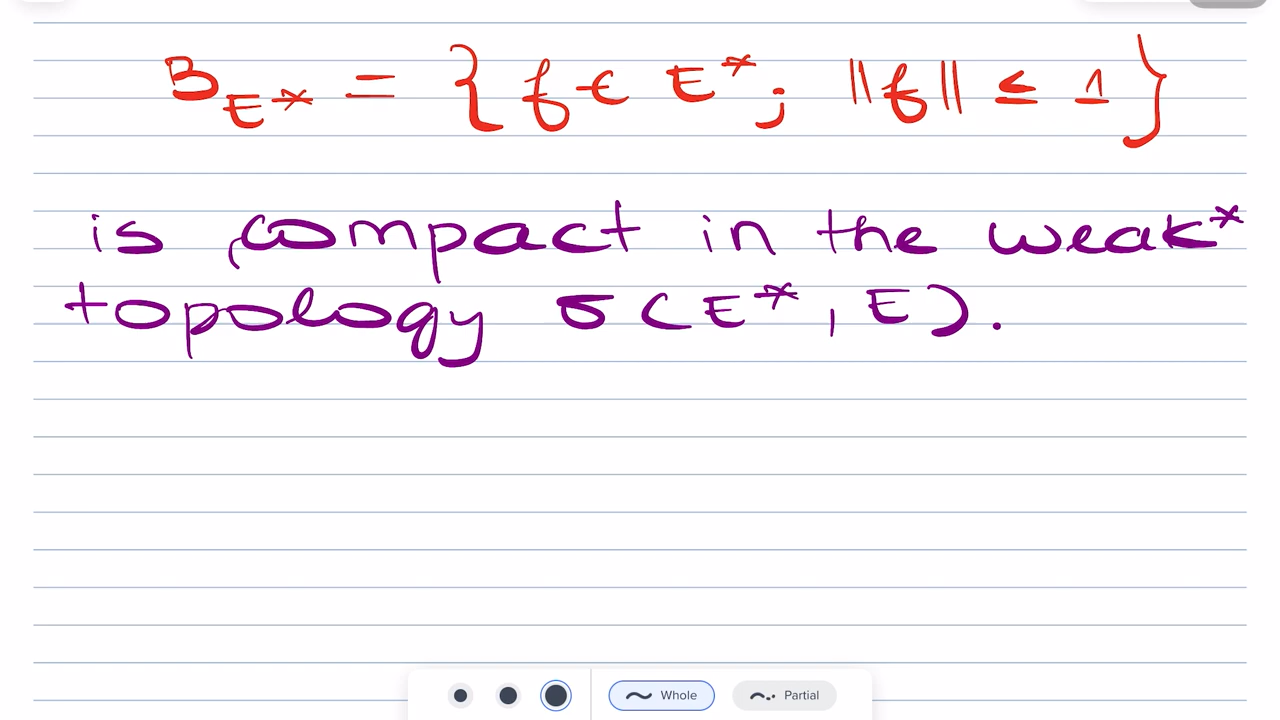 B_{E*} = { f ∈ E*; ||f|| ≤ 1 }
is compact in the weak*
topology σ(E*, E).
Whole Partial